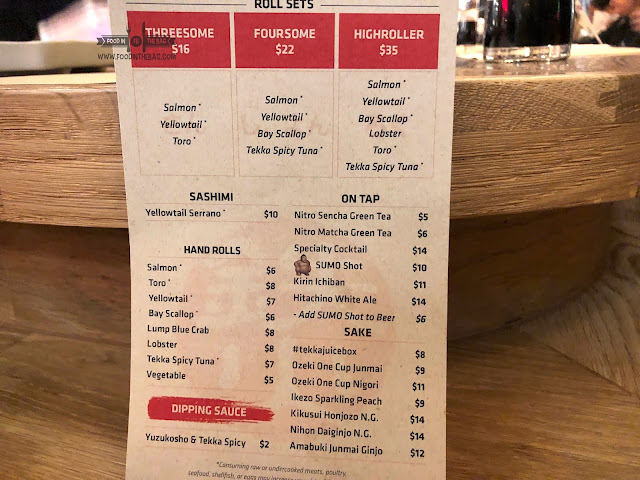 ROLL SETS
FOOD IN THE BAG
WWW.FOODINTHEBAG.COM
THREESOME
$16
Salmon*
Yellowtail*
Toro*
FOURSOME
$22
Salmon*
Yellowtail*
Bay Scallop*
Tekka Spicy Tuna*
HIGHROLLER
$35
Salmon*
Yellowtail*
Bay Scallop*
Lobster
Toro*
Tekka Spicy Tuna*
SASHIMI
Yellowtail Serrano* $10
HAND ROLLS
Salmon* $6
Toro* $8
Yellowtail* $7
Bay Scallop* $6
Lump Blue Crab $8
Lobster $8
Tekka Spicy Tuna* $7
Vegetable $5
DIPPING SAUCE
Yuzukosho & Tekka Spicy $2
ON TAP
Nitro Sencha Green Tea $5
Nitro Matcha Green Tea $6
Specialty Cocktail $14
SUMO Shot $10
Kirin Ichiban $11
Hitachino White Ale $14
- Add SUMO Shot to Beer $6
SAKE
#tekkajuicebox $8
Ozeki One Cup Junmai $9
Ozeki One Cup Nigori $11
Ikezo Sparkling Peach $9
Kikusui Honjozo N.G. $14
Nihon Daiginjo N.G. $14
Amabuki Junmai Ginjo $12
*Consuming raw or undercooked meats, poultry,
seafood, shellfish, or eggs may increase